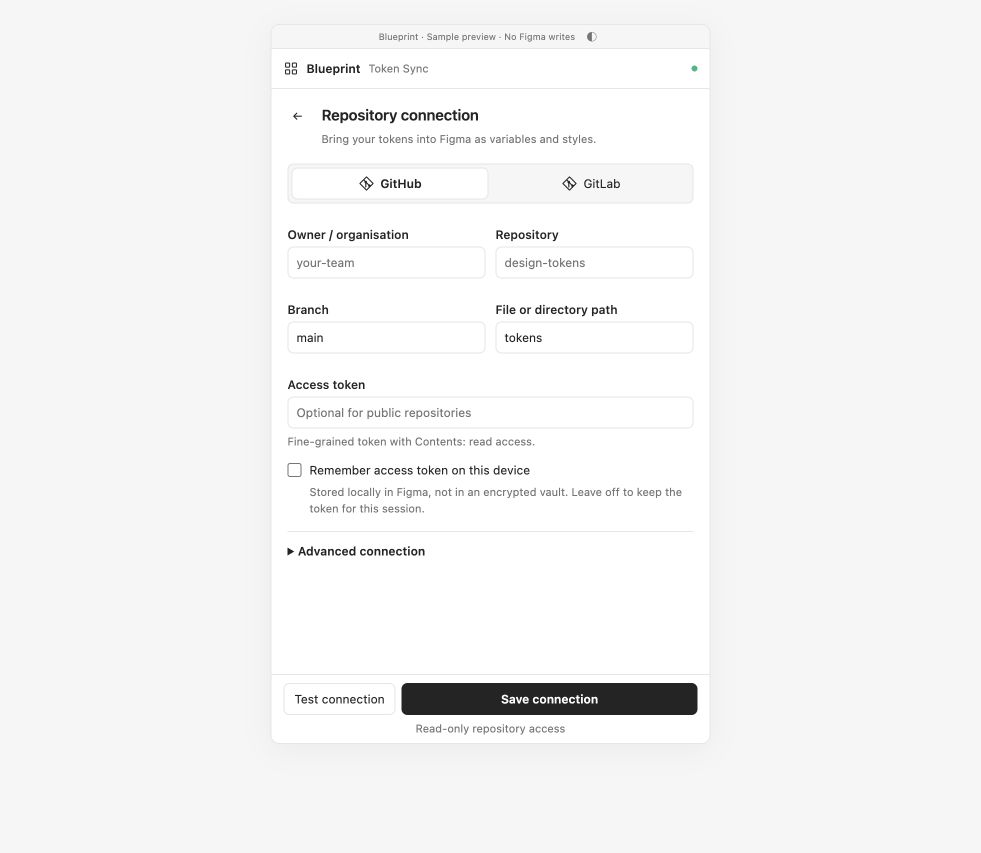 Blueprint · Sample preview · No Figma writes
Blueprint Token Sync
Repository connection
Bring your tokens into Figma as variables and styles.
GitHub GitLab
Owner / organisation Repository
your-team design-tokens
Branch File or directory path
main tokens
Access token
Optional for public repositories
Fine-grained token with Contents: read access.
Remember access token on this device
Stored locally in Figma, not in an encrypted vault. Leave off to keep the
token for this session.
Advanced connection
Test connection Save connection
Read-only repository access